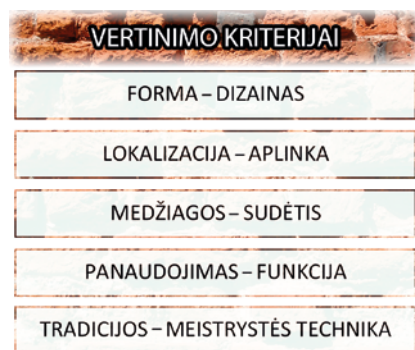 VERTINIMO KRITERIJAI
FORMA – DIZAINAS
LOKALIZACIJA – APLINKA
MEDŽIAGOS – SUDĖTIS
PANAUDOJIMAS – FUNKCIJA
TRADICIJOS – MEISTRYSTĖS TECHNIKA